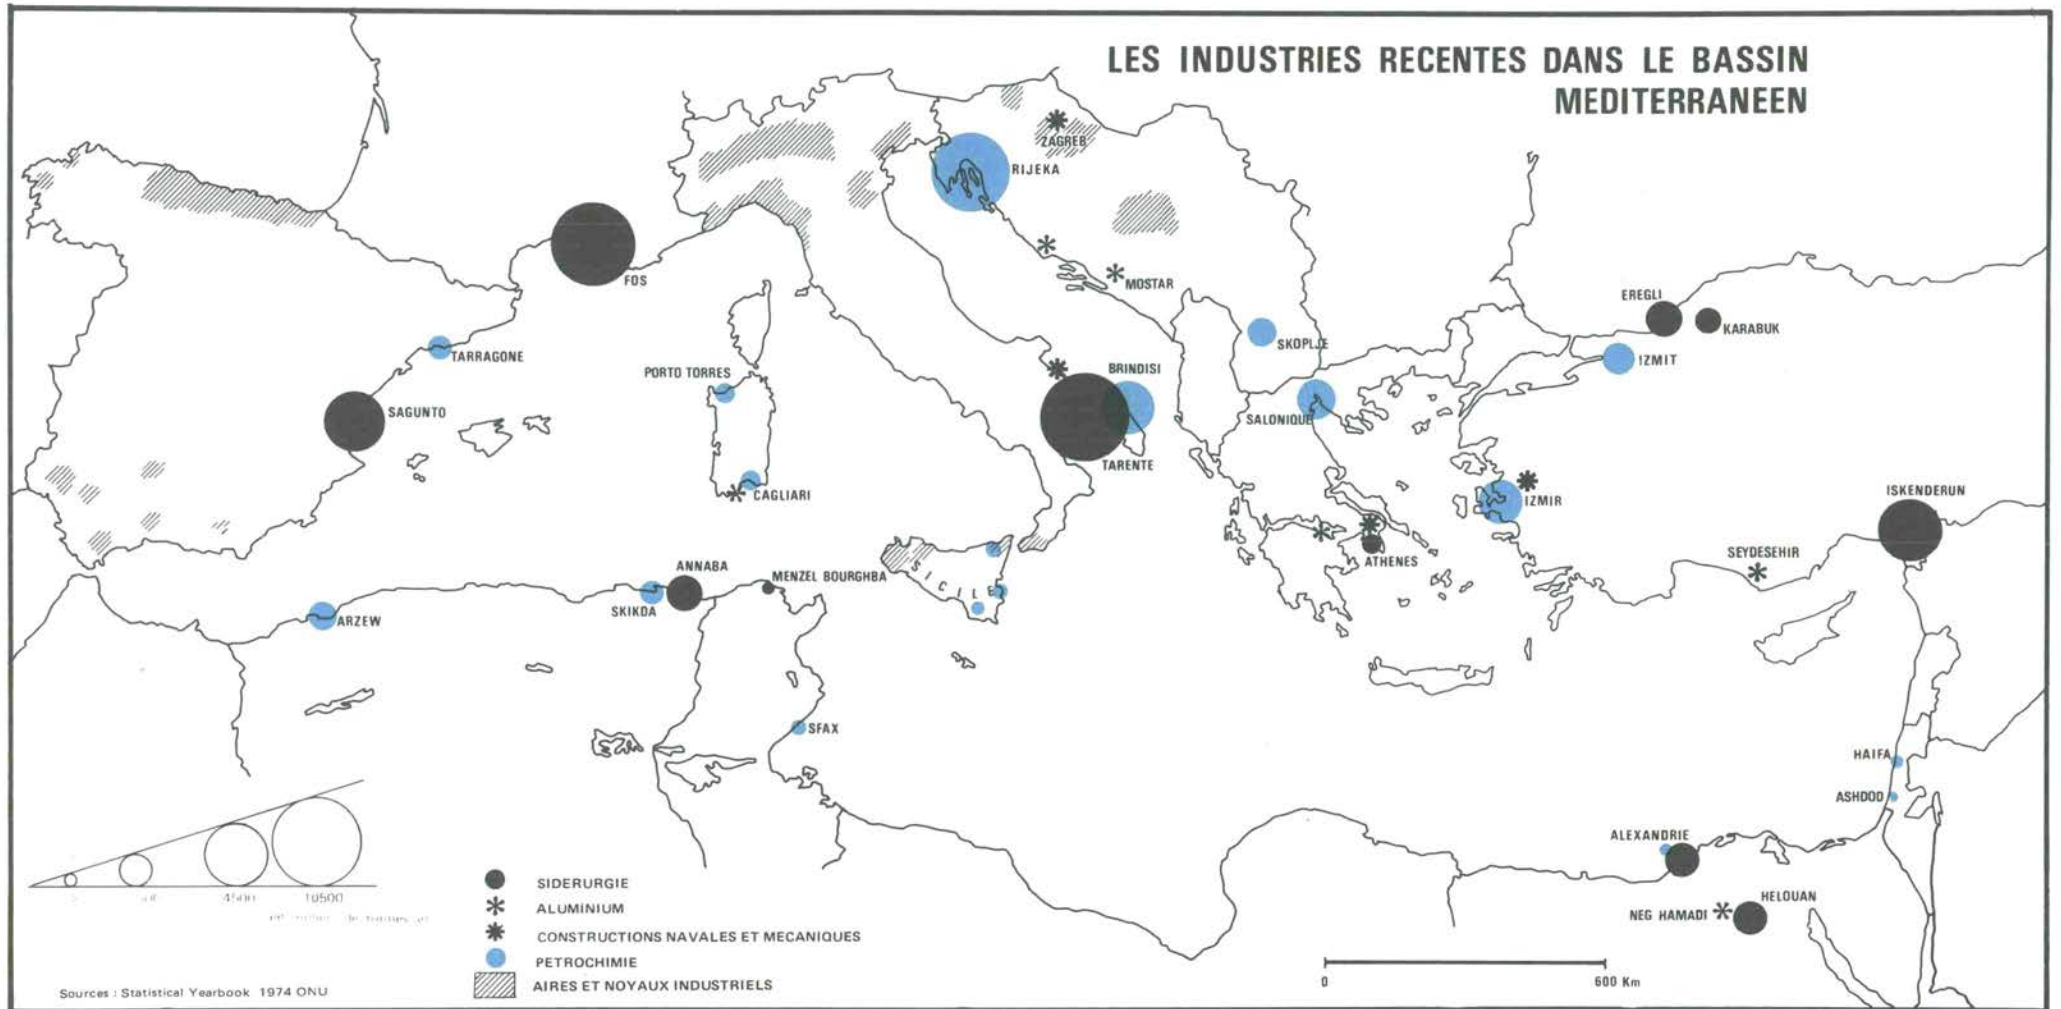 LES INDUSTRIES RECENTES DANS LE BASSIN
MEDITERRANEEN
ZAGREB
RIJEKA
MOSTAR
FOS
EREGLI
KARABUK
SKOPLJE
IZMIT
TARRAGONE
PORTO TORRES
BRINDISI
SAGUNTO
SALONIQUE
TARENTE
CAGLIARI
IZMIR
ISKENDERUN
ATHENES
SEYDESEHIR
SICILE
ANNABA
MENZEL BOURGHBA
SKIKDA
ARZEW
SFAX
HAIFA
ASHDOD
ALEXANDRIE
HELOUAN
NEG HAMADI
4500 10500
SIDERURGIE
ALUMINIUM
CONSTRUCTIONS NAVALES ET MECANIQUES
PETROCHIMIE
AIRES ET NOYAUX INDUSTRIELS
0 600 Km
Sources : Statistical Yearbook 1974 ONU